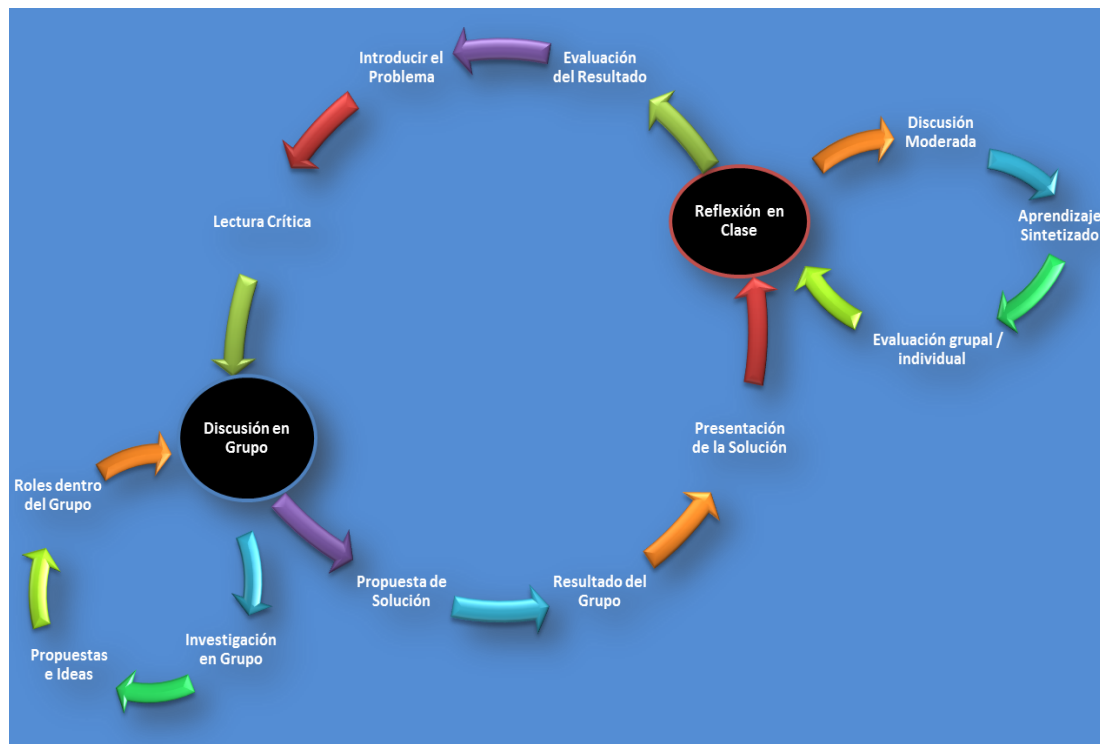 Introducir el
Problema
Evaluación
del Resultado
Discusión
Moderada
Lectura Crítica
Reflexión en
Clase
Aprendizaje
Sintetizado
Evaluación grupal /
individual
Discusión en
Grupo
Presentación
de la Solución
Roles dentro
del Grupo
Propuesta de
Solución
Resultado del
Grupo
Investigación
en Grupo
Propuestas
e Ideas